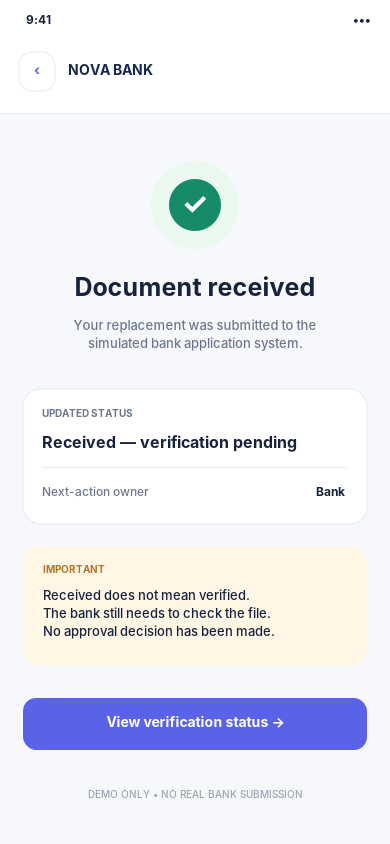 9:41
•••
‹
NOVA BANK
Document received
Your replacement was submitted to the
simulated bank application system.
UPDATED STATUS
Received — verification pending
Next-action owner
Bank
IMPORTANT
Received does not mean verified.
The bank still needs to check the file.
No approval decision has been made.
View verification status →
DEMO ONLY • NO REAL BANK SUBMISSION